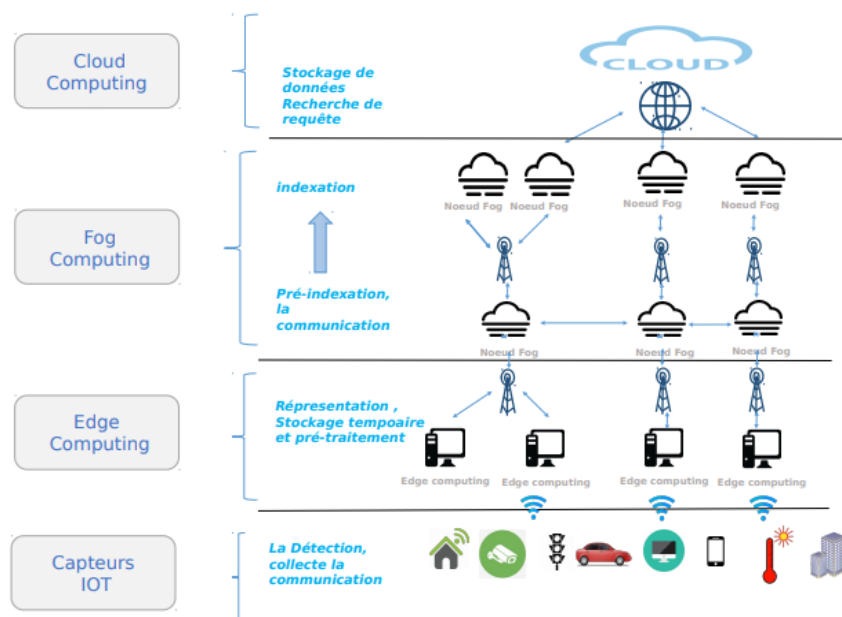 CLOUD
Cloud
Computing
Stockage de
données
Recherche de
requête
indexation
Noeud Fog
Noeud Fog
Noeud Fog
Noeud Fog
Fog
Computing
Pré-indexation,
la
communication
Noeud Fog
Noeud Fog
Noeud Fog
Edge
Computing
Répresentation ,
Stockage tempoaire
et pré-traitement
Edge computing
Edge computing
Edge computing
Edge computing
Capteurs
IOT
La Détection,
collecte la
communication